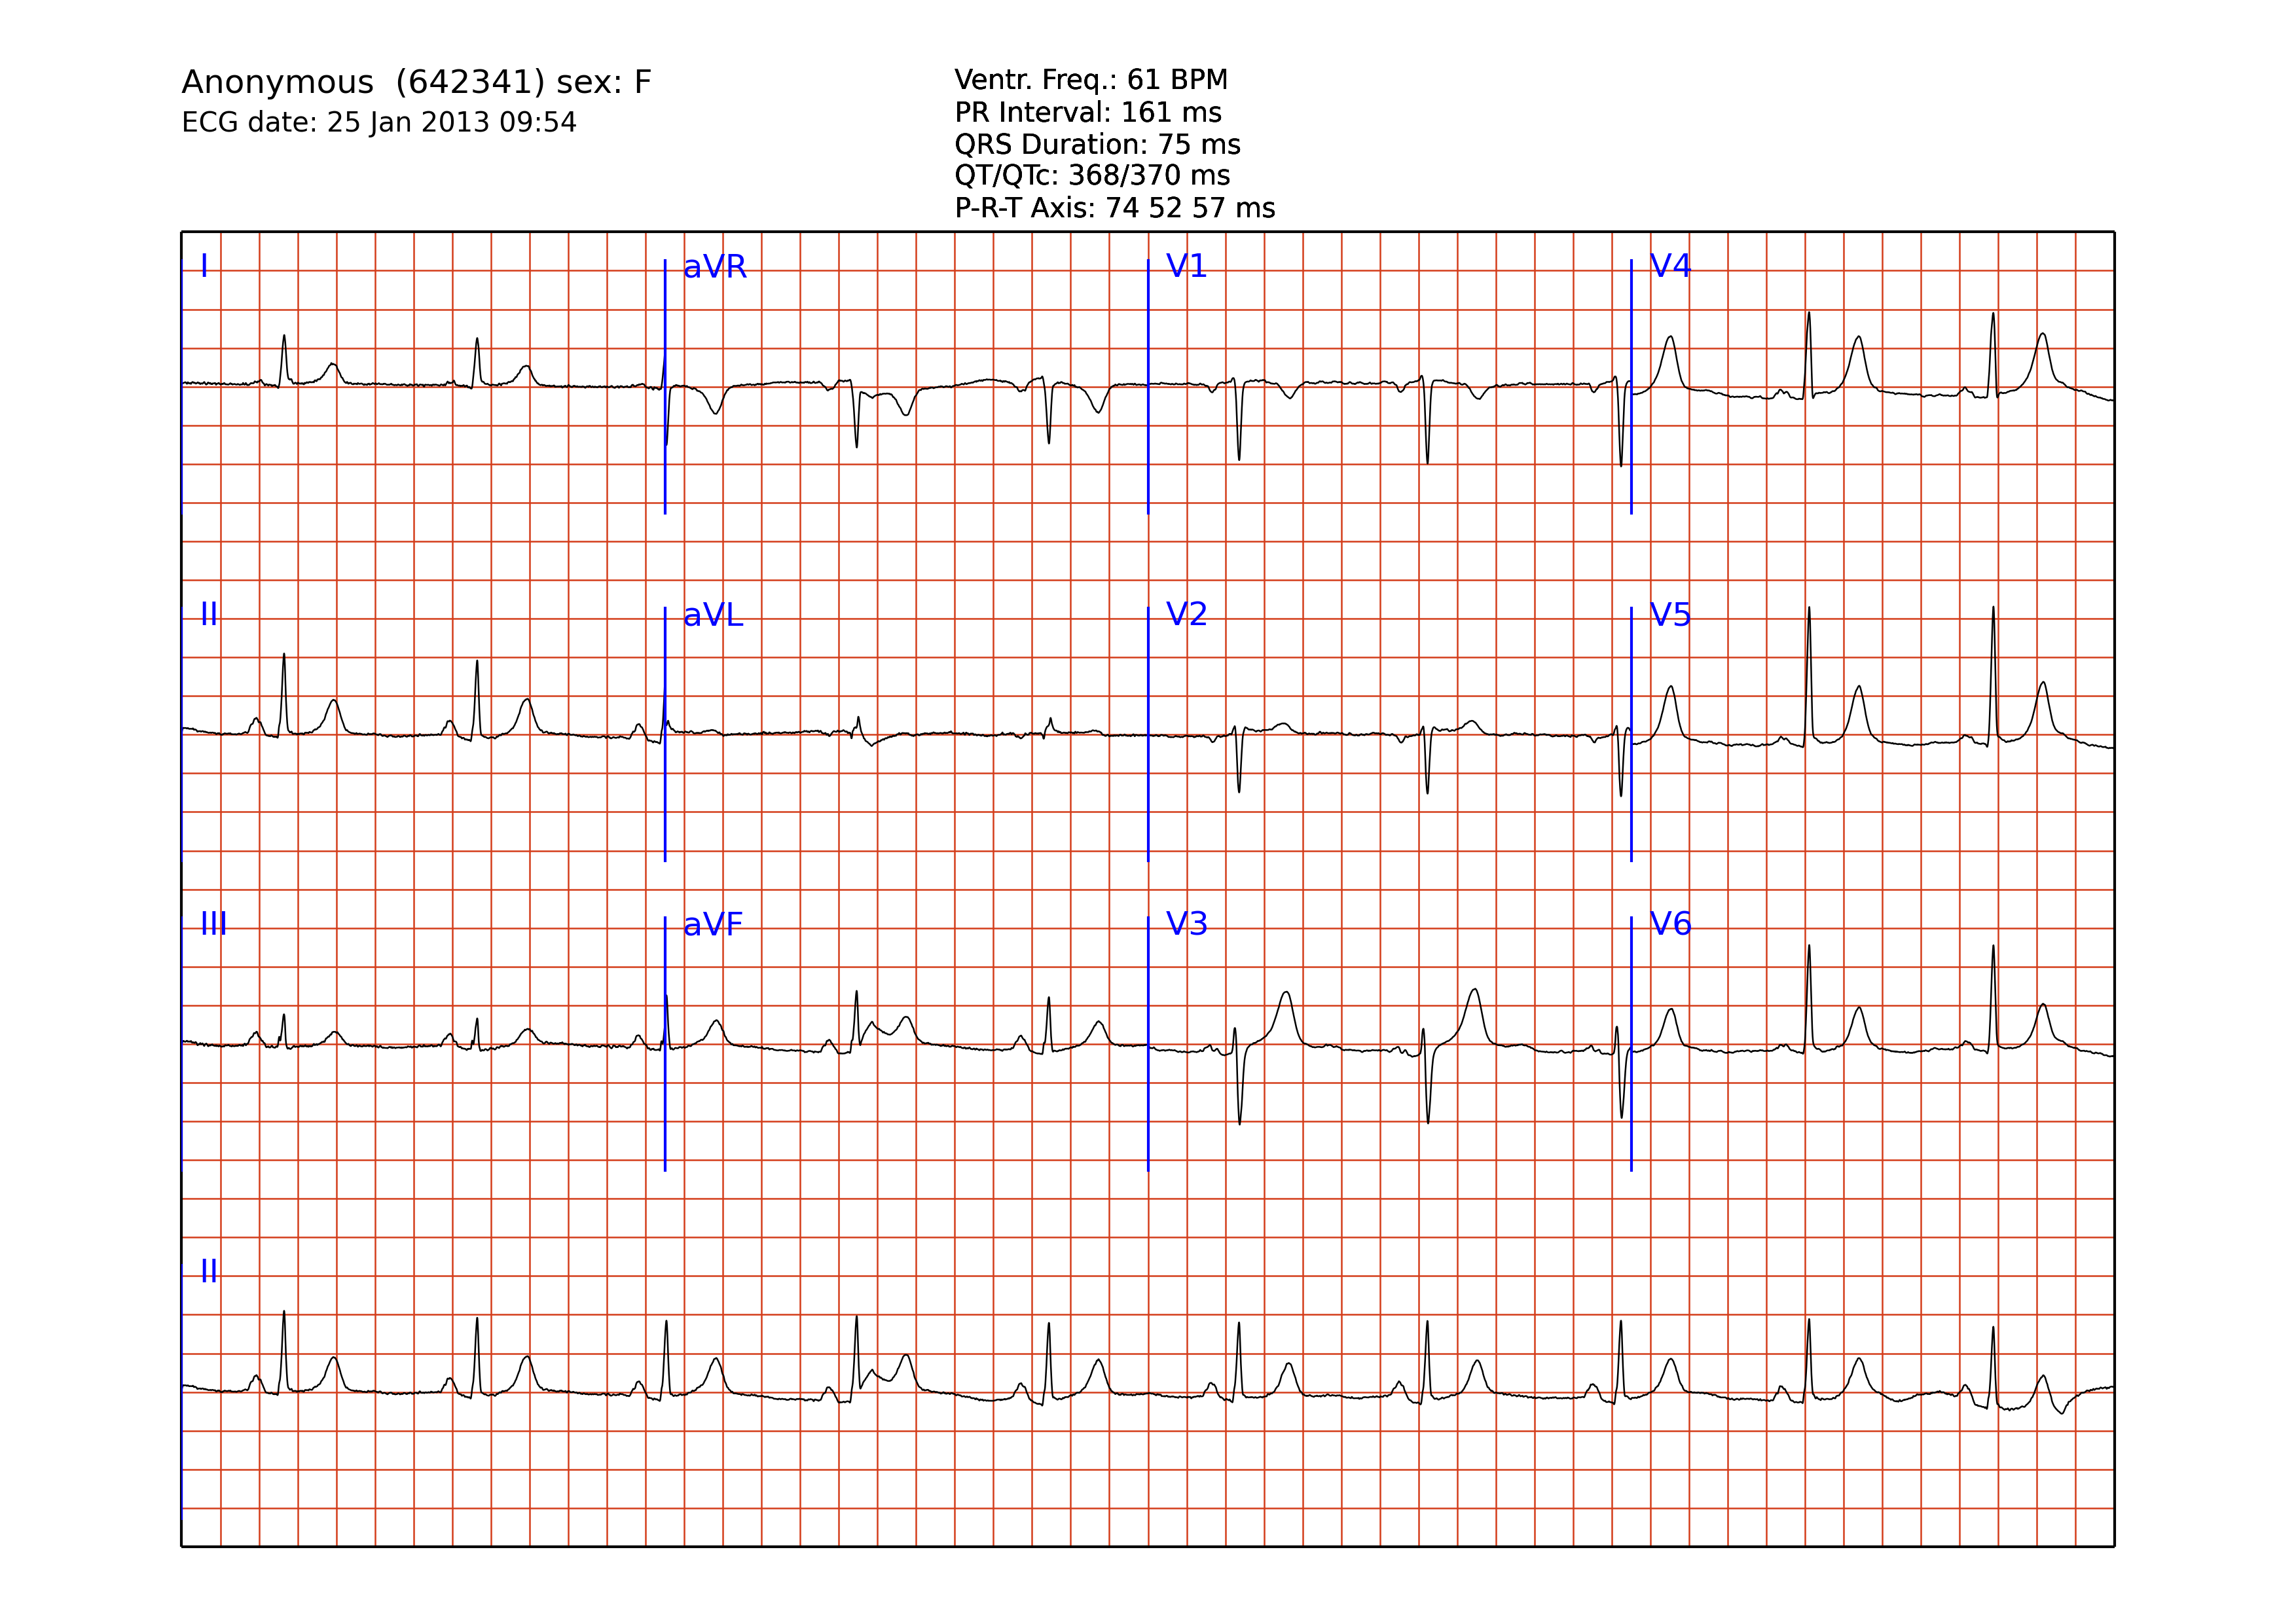 Anonymous  (642341) sex: F
ECG date: 25 Jan 2013 09:54
Ventr. Freq.: 61 BPM
PR Interval: 161 ms
QRS Duration: 75 ms
QT/QTc: 368/370 ms
P-R-T Axis: 74 52 57 ms
I aVR V1 V4
II aVL V2 V5
III aVF V3 V6
II